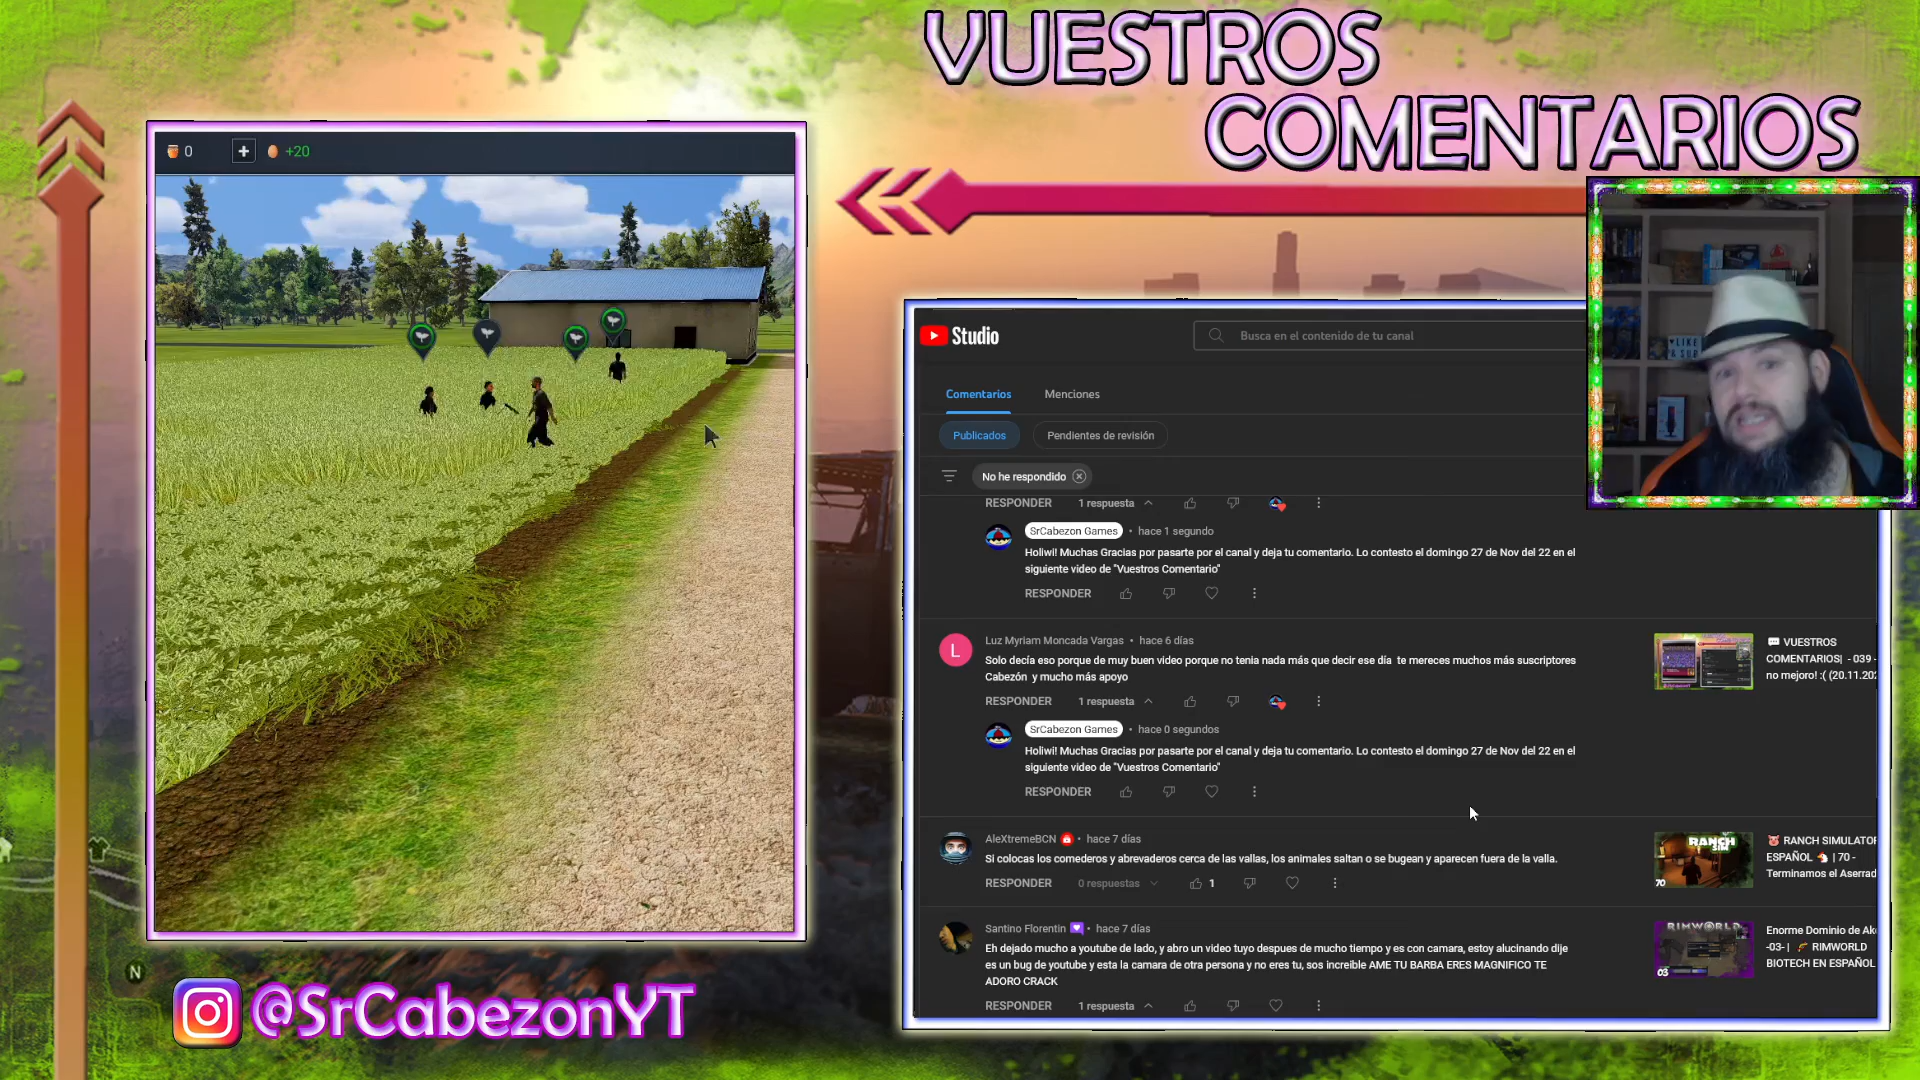 VUESTROS
COMENTARIOS
0
+20
Studio
Busca en el contenido de tu canal
Comentarios
Menciones
Publicados
Pendientes de revisión
No he respondido
RESPONDER 1 respuesta
SrCabezon Games • hace 1 segundo
Holiwi! Muchas Gracias por pasarte por el canal y deja tu comentario. Lo contesto el domingo 27 de Nov del 22 en el
siguiente video de "Vuestros Comentario"
RESPONDER
Luz Myriam Moncada Vargas • hace 6 días
Solo decía eso porque de muy buen video porque no tenia nada más que decir ese día te mereces muchos más suscriptores
Cabezón y mucho más apoyo
RESPONDER 1 respuesta
VUESTROS
COMENTARIOS| - 039 -
no mejoro! :( (20.11.202
SrCabezon Games • hace 0 segundos
Holiwi! Muchas Gracias por pasarte por el canal y deja tu comentario. Lo contesto el domingo 27 de Nov del 22 en el
siguiente video de "Vuestros Comentario"
RESPONDER
AleXtremeBCN • hace 7 días
Si colocas los comederos y abrevaderos cerca de las vallas, los animales saltan o se bugean y aparecen fuera de la valla.
RESPONDER 0 respuestas 1
RANCH
SIM
70
RANCH SIMULATOR
ESPAÑOL | 70 -
Terminamos el Aserrad
Santino Florentin • hace 7 días
Eh dejado mucho a youtube de lado, y abro un video tuyo despues de mucho tiempo y es con camara, estoy alucinando dije
es un bug de youtube y esta la camara de otra persona y no eres tu, sos increible AME TU BARBA ERES MAGNIFICO TE
ADORO CRACK
RESPONDER 1 respuesta
RIMWORLD
03
Enorme Dominio de Ak
-03- | RIMWORLD
BIOTECH EN ESPAÑOL
LIKE
& SUB
N
@SrCabezonYT